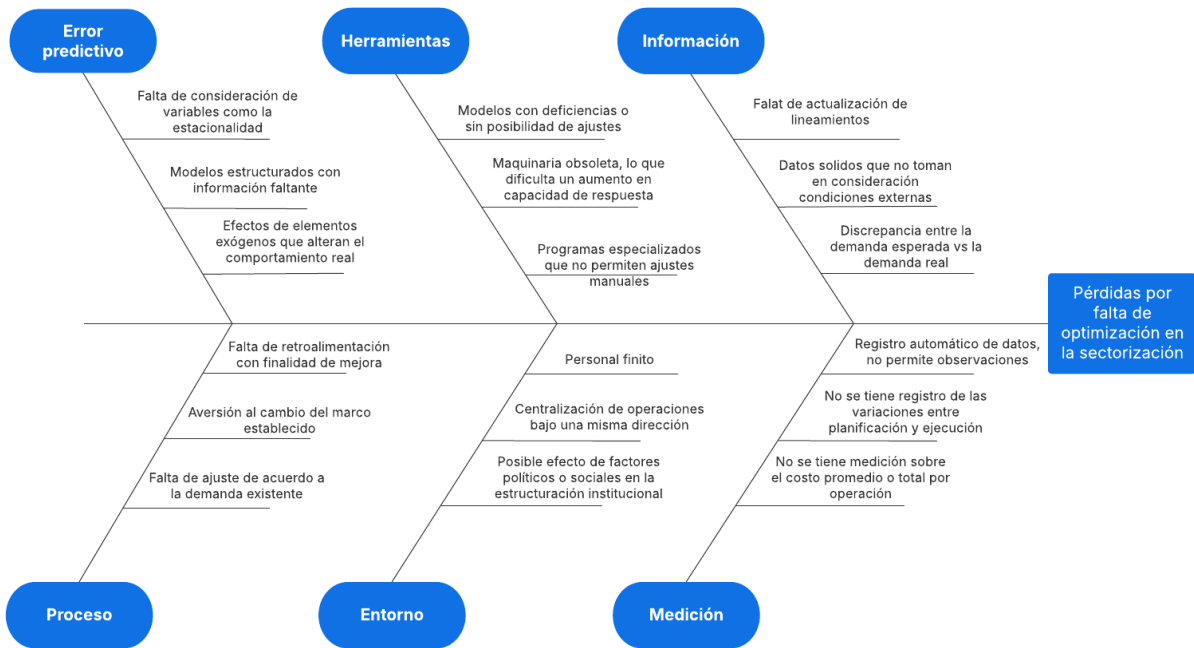 Error
predictivo
Herramientas
Información
Falta de consideración de
variables como la
estacionalidad
Modelos estructurados con
información faltante
Efectos de elementos
exógenos que alteran el
comportamiento real
Modelos con deficiencias o
sin posibilidad de ajustes
Maquinaria obsoleta, lo que
dificulta un aumento en
capacidad de respuesta
Programas especializados
que no permiten ajustes
manuales
Falat de actualización de
lineamientos
Datos solidos que no toman
en consideración
condiciones externas
Discrepancia entre la
demanda esperada vs la
demanda real
Pérdidas por
falta de
optimización en
la sectorización
Falta de retroalimentación
con finalidad de mejora
Aversión al cambio del marco
establecido
Falta de ajuste de acuerdo a
la demanda existente
Personal finito
Centralización de operaciones
bajo una misma dirección
Posible efecto de factores
políticos o sociales en la
estructuración institucional
Registro automático de datos,
no permite observaciones
No se tiene registro de las
variaciones entre
planificación y ejecución
No se tiene medición sobre
el costo promedio o total por
operación
Proceso
Entorno
Medición